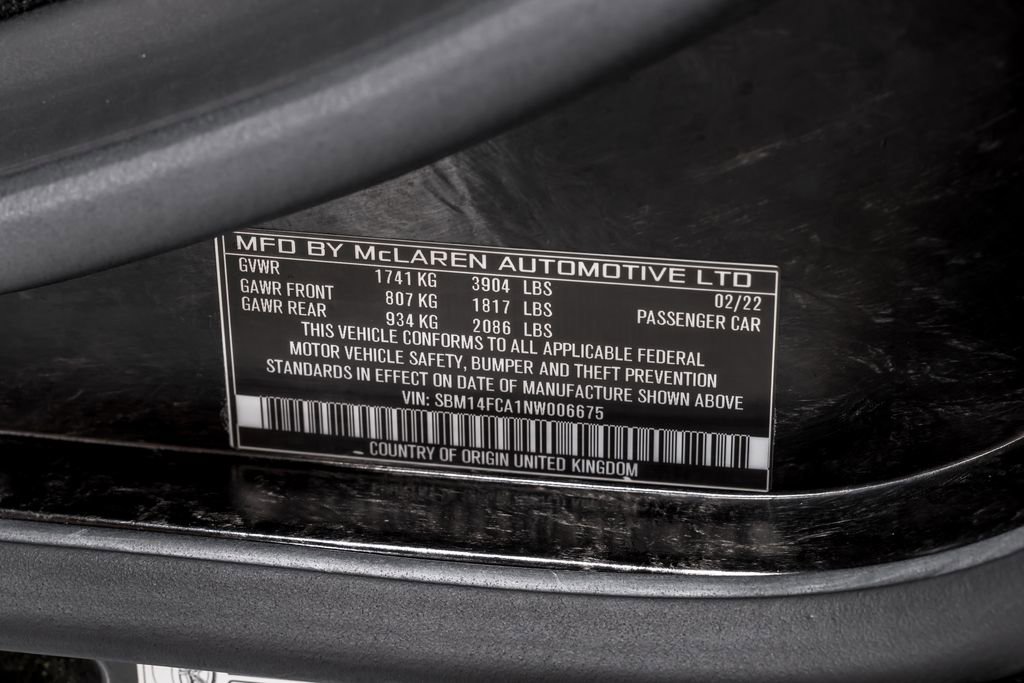 MFD BY McLAREN AUTOMOTIVE LTD
GVWR 1741 KG 3904 LBS 02/22
GAWR FRONT 807 KG 1817 LBS PASSENGER CAR
GAWR REAR 934 KG 2086 LBS
THIS VEHICLE CONFORMS TO ALL APPLICABLE FEDERAL
MOTOR VEHICLE SAFETY, BUMPER AND THEFT PREVENTION
STANDARDS IN EFFECT ON DATE OF MANUFACTURE SHOWN ABOVE
VIN: SBM14FCA1NW006675
COUNTRY OF ORIGIN UNITED KINGDOM